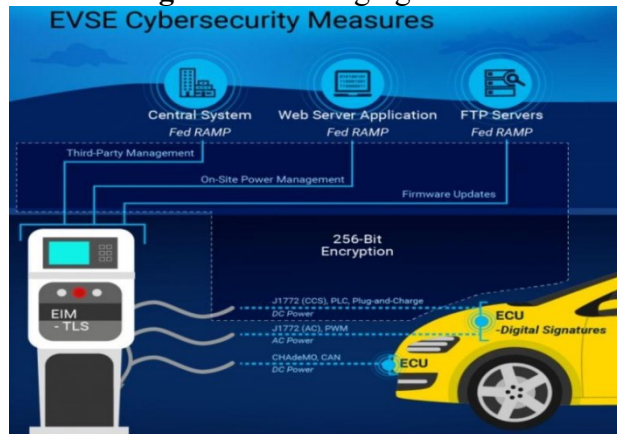 EVSE Cybersecurity Measures
Central System
Fed RAMP
Web Server Application
Fed RAMP
FTP Servers
Fed RAMP
Third-Party Management
On-Site Power Management
Firmware Updates
256-Bit
Encryption
J1772 (CCS), PLC, Plug-and-Charge
DC Power
J1772 (AC), PWM
AC Power
CHAdeMO, CAN
DC Power
EIM
- TLS
ECU
-Digital Signatures
ECU